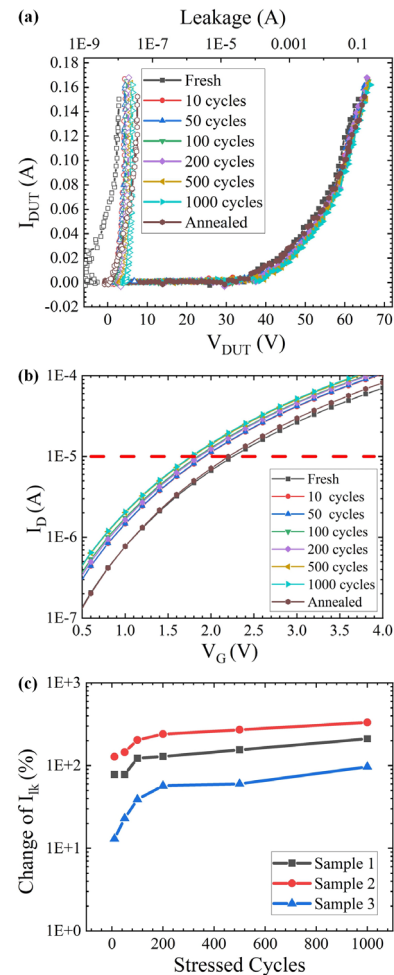 (a)
Leakage (A)
1E-9 1E-7 1E-5 0.001 0.1
0.18
0.16
0.14
0.12
0.10
0.08
0.06
0.04
0.02
0.00
-0.02
I_DUT (A)
Fresh
10 cycles
50 cycles
100 cycles
200 cycles
500 cycles
1000 cycles
Annealed
0 10 20 30 40 50 60 70
V_DUT (V)
(b)
1E-4
1E-5
1E-6
1E-7
I_D (A)
Fresh
10 cycles
50 cycles
100 cycles
200 cycles
500 cycles
1000 cycles
Annealed
0.5 1.0 1.5 2.0 2.5 3.0 3.5 4.0
V_G (V)
(c)
1E+3
1E+2
1E+1
1E+0
Change of I_lk (%)
Sample 1
Sample 2
Sample 3
0 200 400 600 800 1000
Stressed Cycles